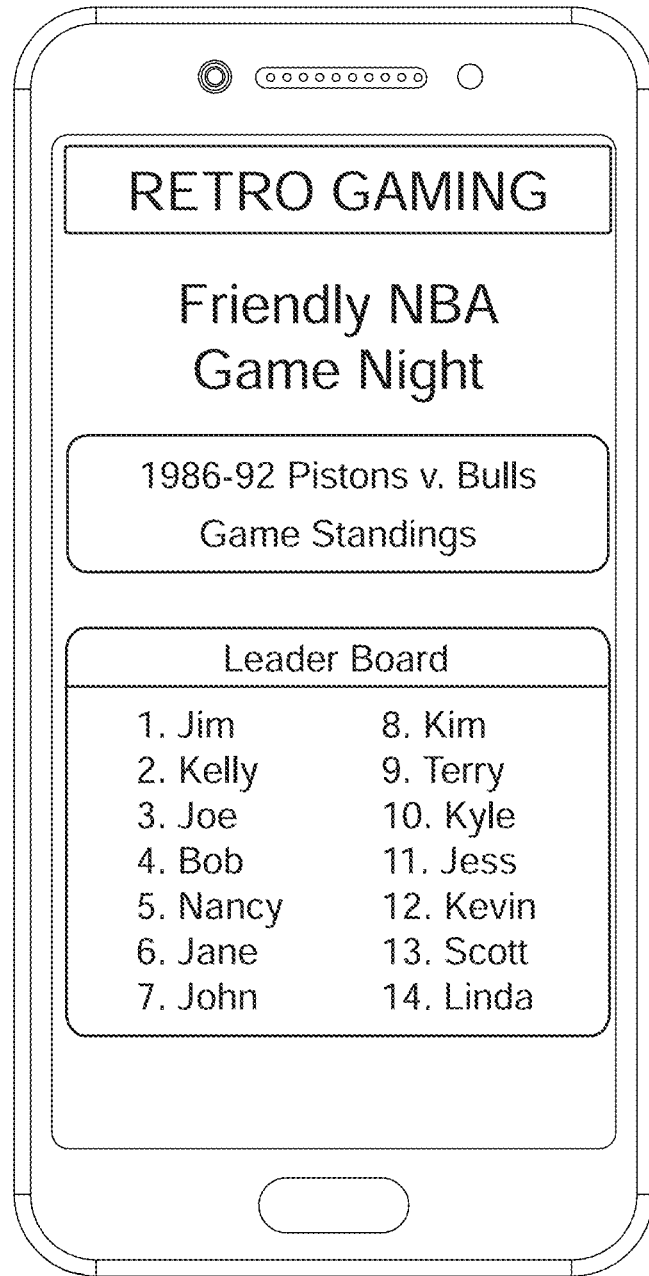 RETRO GAMING
Friendly NBA
Game Night
1986-92 Pistons v. Bulls
Game Standings
Leader Board
1. Jim
2. Kelly
3. Joe
4. Bob
5. Nancy
6. Jane
7. John
8. Kim
9. Terry
10. Kyle
11. Jess
12. Kevin
13. Scott
14. Linda